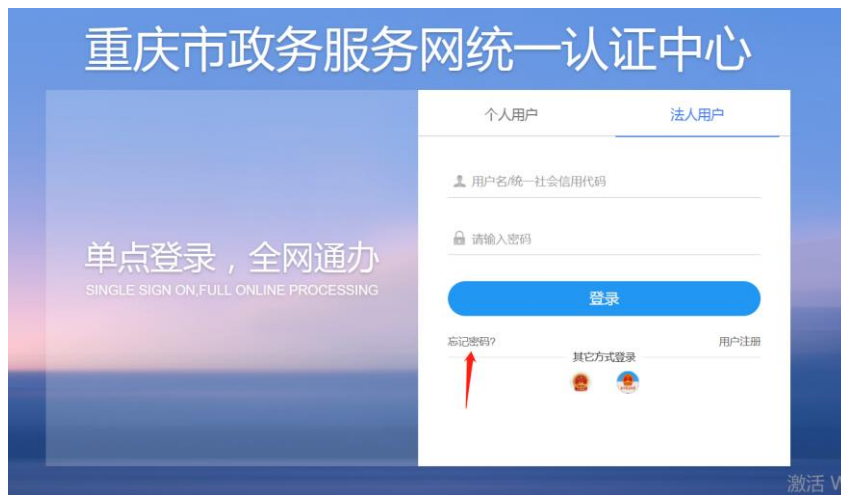 重庆市政务服务网统一认证中心
个人用户
法人用户
用户名/统一社会信用代码
请输入密码
单点登录，全网通办
SINGLE SIGN ON,FULL ONLINE PROCESSING
登录
忘记密码?
用户注册
其它方式登录
激活 W